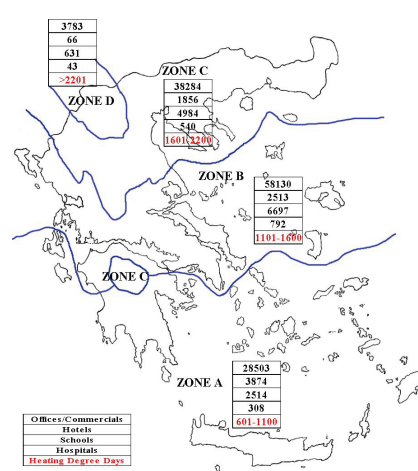 3783
66
631
43
>2201
ZONE D
ZONE C
38284
1856
4984
540
1601-2200
ZONE B
58130
2513
6697
792
1101-1600
ZONE C
ZONE A
28503
3874
2514
308
601-1100
Offices/Commercials
Hotels
Schools
Hospitals
Heating Degree Days